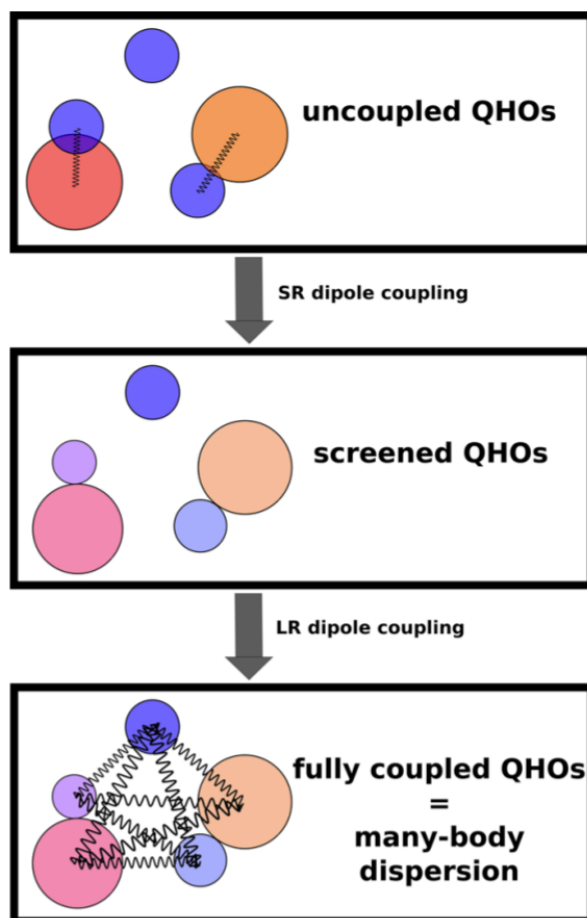 uncoupled QHOs
SR dipole coupling
screened QHOs
LR dipole coupling
fully coupled QHOs
=
many-body
dispersion